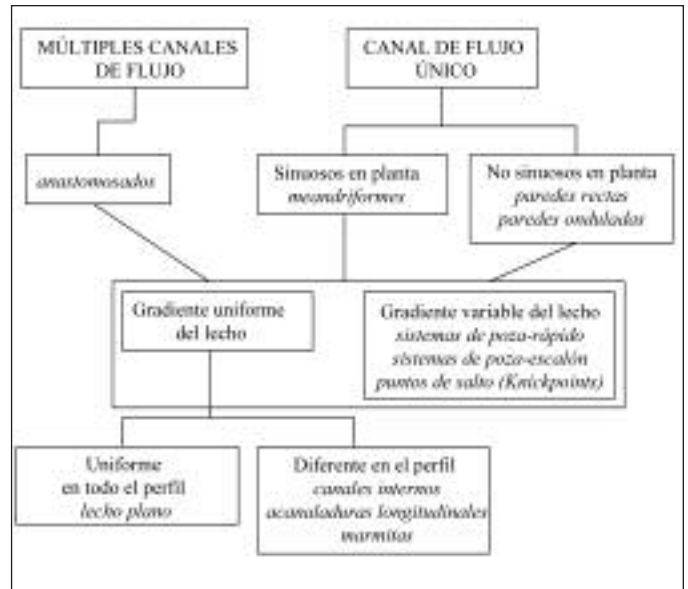 MÚLTIPLES CANALES
DE FLUJO
CANAL DE FLUJO
ÚNICO
anastomosados
Sinuosos en planta
meandriformes
No sinuosos en planta
paredes rectas
paredes onduladas
Gradiente uniforme
del lecho
Gradiente variable del lecho
sistemas de poza-rápido
sistemas de poza-escalón
puntos de salto (Knickpoints)
Uniforme
en todo el perfil
lecho plano
Diferente en el perfil
canales internos
acanaladuras longitudinales
marmitas